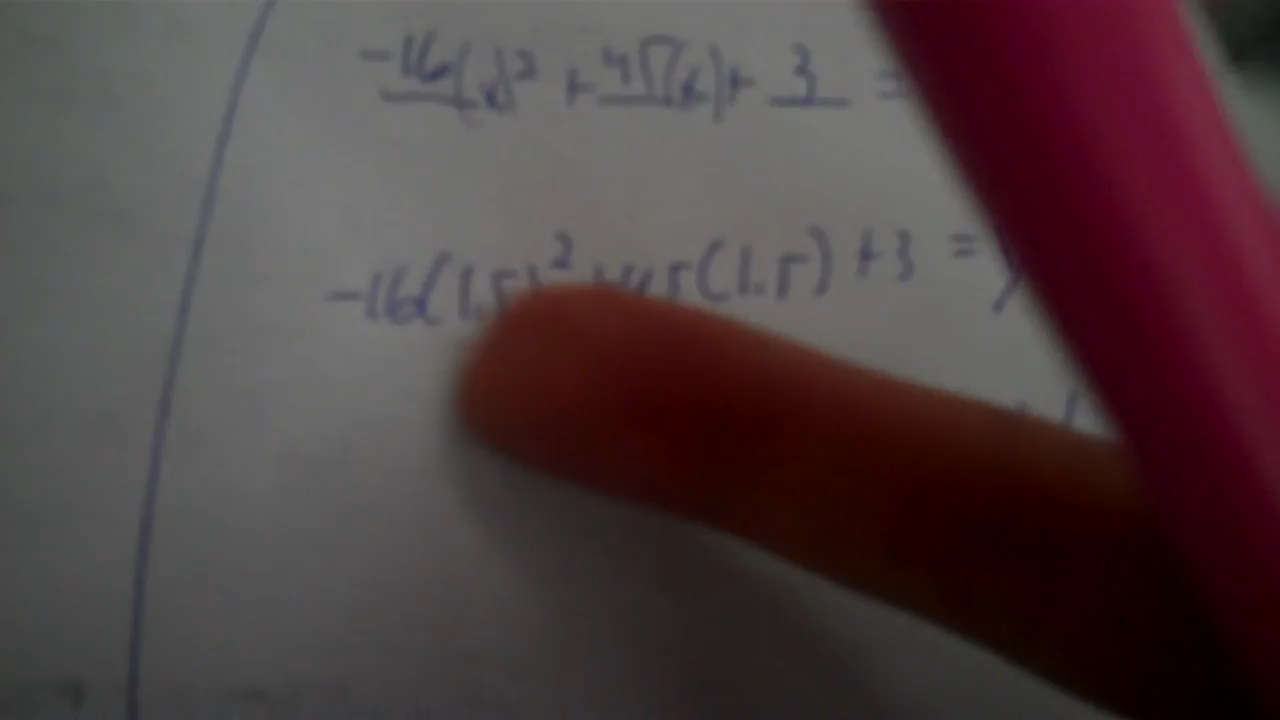 -16(x)² + 45(x) + 3 =
-16(1.5)² + 45(1.5) + 3 = y